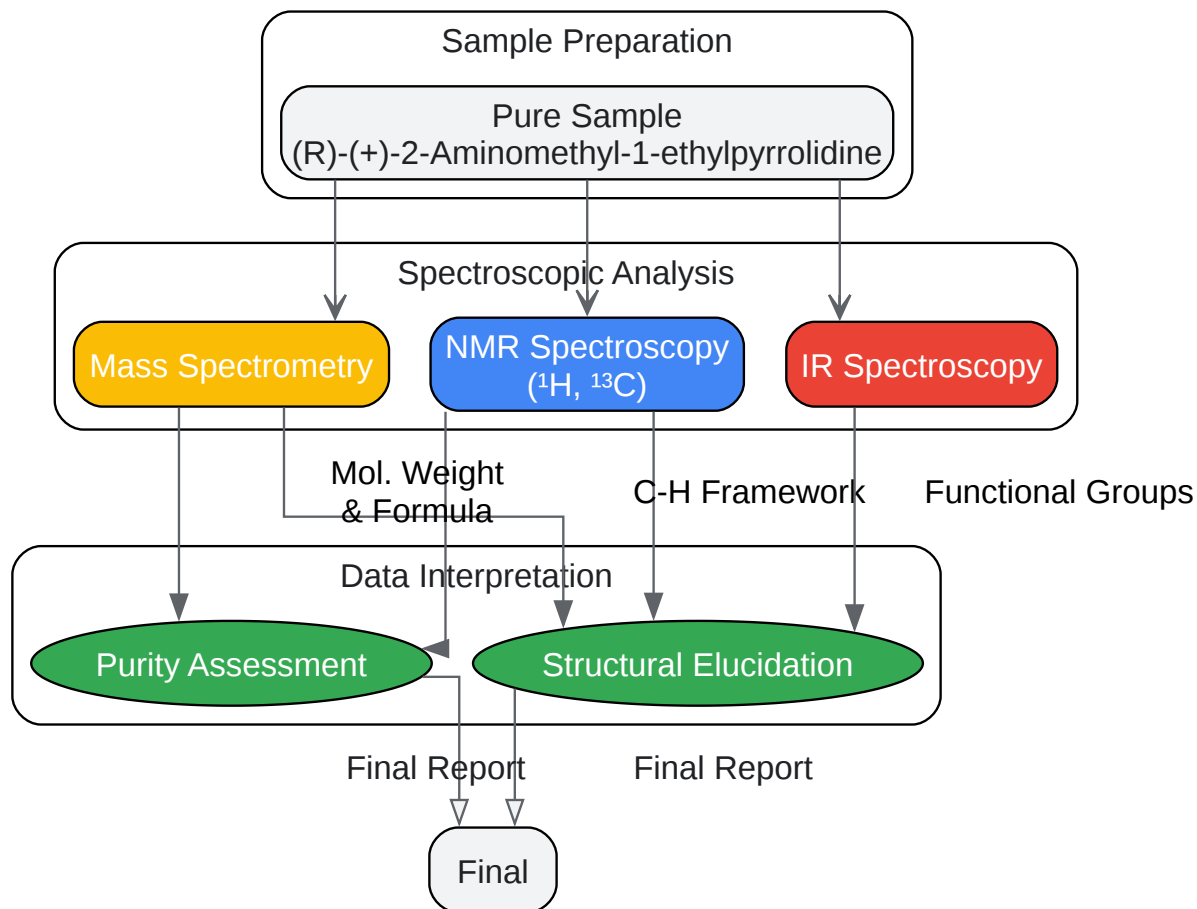 Sample Preparation
Pure Sample
(R)-(+)-2-Aminomethyl-1-ethylpyrrolidine
Spectroscopic Analysis
Mass Spectrometry
NMR Spectroscopy
(¹H, ¹³C)
IR Spectroscopy
Mol. Weight
& Formula
C-H Framework
Functional Groups
Data Interpretation
Purity Assessment
Structural Elucidation
Final Report
Final Report
Final